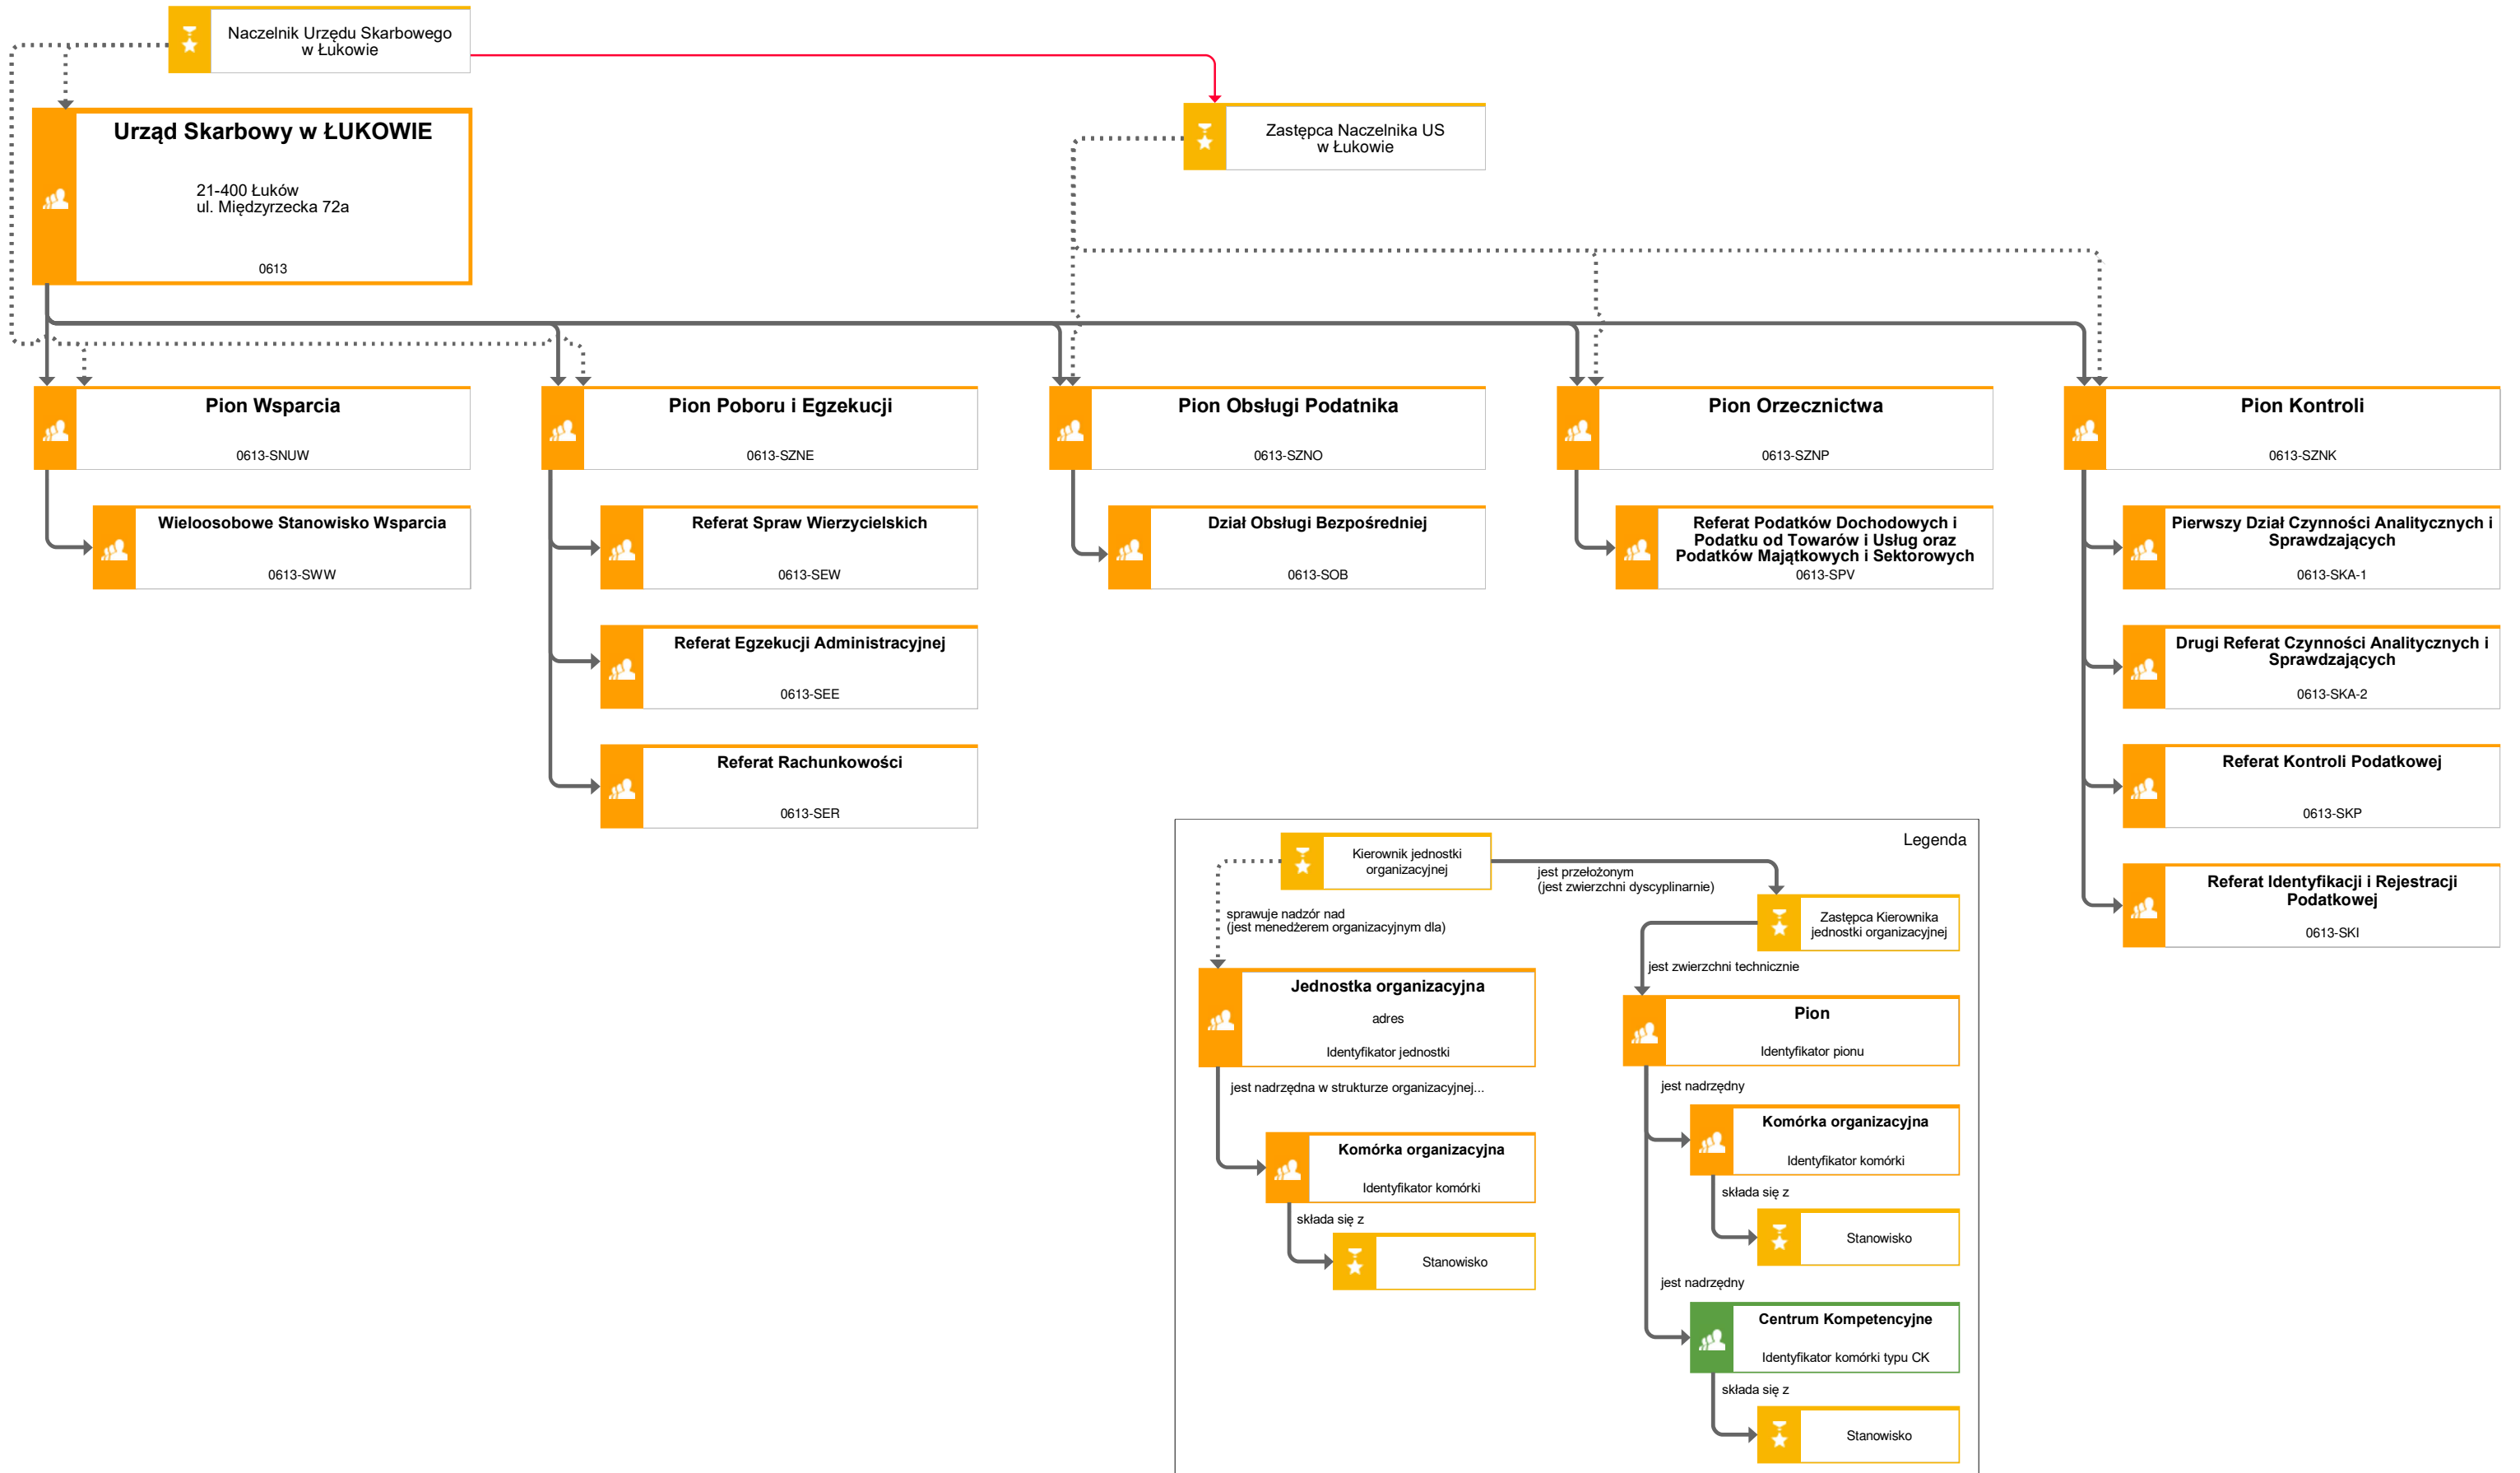 Naczelnik Urzędu Skarbowego
w Łukowie
Zastępca Naczelnika US
w Łukowie
Urząd Skarbowy w ŁUKOWIE
21-400 Łuków
ul. Międzyrzecka 72a
0613
Pion Wsparcia
0613-SNUW
Wieloosobowe Stanowisko Wsparcia
0613-SWW
Pion Poboru i Egzekucji
0613-SZNE
Referat Spraw Wierzycielskich
0613-SEW
Referat Egzekucji Administracyjnej
0613-SEE
Referat Rachunkowości
0613-SER
Pion Obsługi Podatnika
0613-SZNO
Dział Obsługi Bezpośredniej
0613-SOB
Pion Orzecznictwa
0613-SZNP
Referat Podatków Dochodowych i
Podatku od Towarów i Usług oraz
Podatków Majątkowych i Sektorowych
0613-SPV
Pion Kontroli
0613-SZNK
Pierwszy Dział Czynności Analitycznych i
Sprawdzających
0613-SKA-1
Drugi Referat Czynności Analitycznych i
Sprawdzających
0613-SKA-2
Referat Kontroli Podatkowej
0613-SKP
Referat Identyfikacji i Rejestracji
Podatkowej
0613-SKI
Legenda
Kierownik jednostki
organizacyjnej
jest przełożonym
(jest zwierzchni dyscyplinarnie)
sprawuje nadzór nad
(jest menedżerem organizacyjnym dla)
Zastępca Kierownika
jednostki organizacyjnej
jest zwierzchni technicznie
Jednostka organizacyjna
adres
Identyfikator jednostki
jest nadrzędna w strukturze organizacyjnej...
Komórka organizacyjna
Identyfikator komórki
składa się z
Stanowisko
Pion
Identyfikator pionu
jest nadrzędny
Komórka organizacyjna
Identyfikator komórki
składa się z
Stanowisko
jest nadrzędny
Centrum Kompetencyjne
Identyfikator komórki typu CK
składa się z
Stanowisko